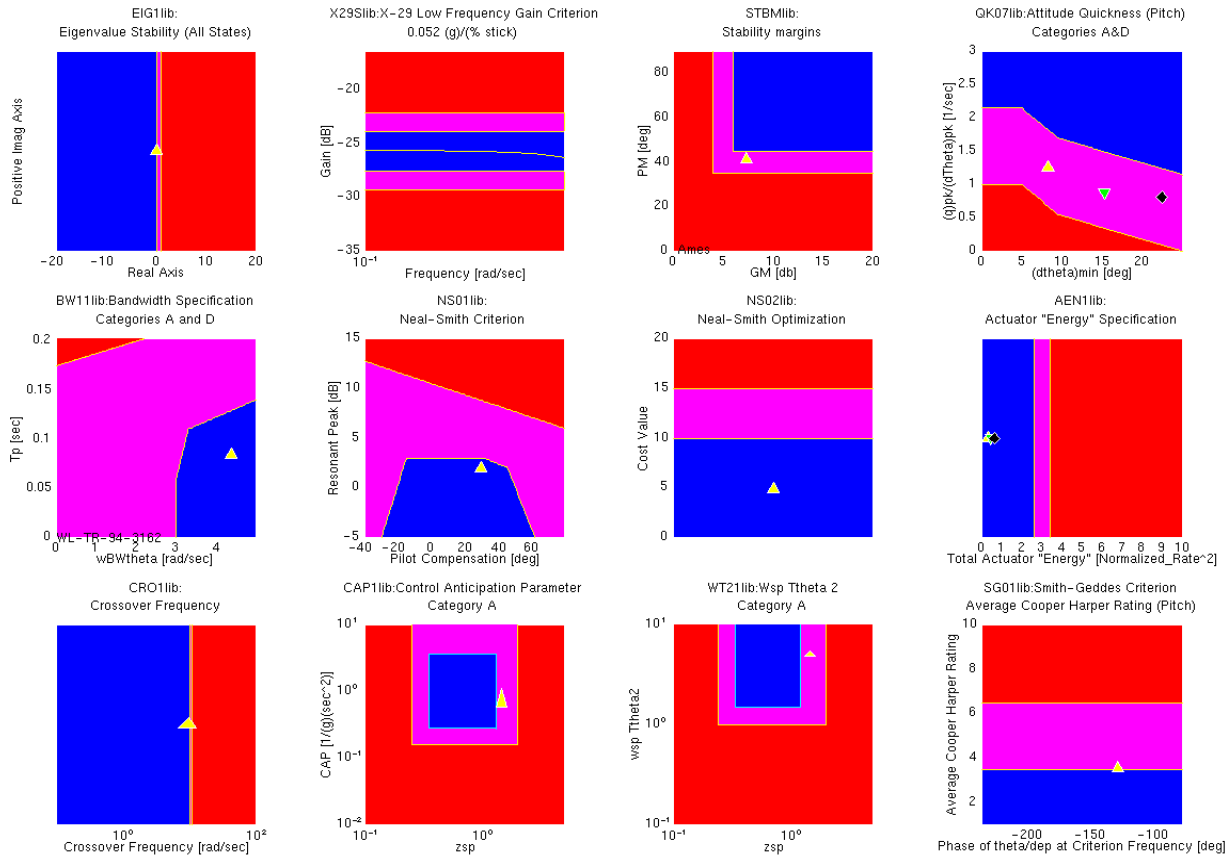 EIG1lib:
Eigenvalue Stability (All States)
Positive Imag Axis
-20
-10
0
10
20
Real Axis
X29Slib:X-29 Low Frequency Gain Criterion
0.052 (g)/(% stick)
Gain [dB]
-20
-25
-30
-35
10^-1
Frequency [rad/sec]
STBMlib:
Stability margins
PM [deg]
80
60
40
20
0
Ames
0
5
10
15
20
GM [db]
QK07lib:Attitude Quickness (Pitch)
Categories A&D
(q)pk/(dTheta)pk [1/sec]
3
2.5
2
1.5
1
0.5
0
0
5
10
15
20
(dtheta)min [deg]
BW11lib:Bandwidth Specification
Categories A and D
Tp [sec]
0.2
0.15
0.1
0.05
0
WL-TR-94-3162
0
1
2
3
4
wBWtheta [rad/sec]
NS01lib:
Neal-Smith Criterion
Resonant Peak [dB]
15
10
5
0
-5
-40
-20
0
20
40
60
Pilot Compensation [deg]
NS02lib:
Neal-Smith Optimization
Cost Value
20
15
10
5
0
AEN1lib:
Actuator "Energy" Specification
0 1 2 3 4 5 6 7 8 9 10
Total Actuator "Energy" [Normalized_Rate^2]
CRO1lib:
Crossover Frequency
10^0
10^2
Crossover Frequency [rad/sec]
CAP1lib:Control Anticipation Parameter
Category A
CAP [1/(g)(sec^2)]
10^1
10^0
10^-1
10^-2
10^-1
10^0
zsp
WT21lib:Wsp Ttheta 2
Category A
wsp Ttheta2
10^1
10^0
10^-1
10^-1
10^0
zsp
SG01lib:Smith-Geddes Criterion
Average Cooper Harper Rating (Pitch)
Average Cooper Harper Rating
10
8
6
4
2
-200
-150
-100
Phase of theta/dep at Criterion Frequency [deg]